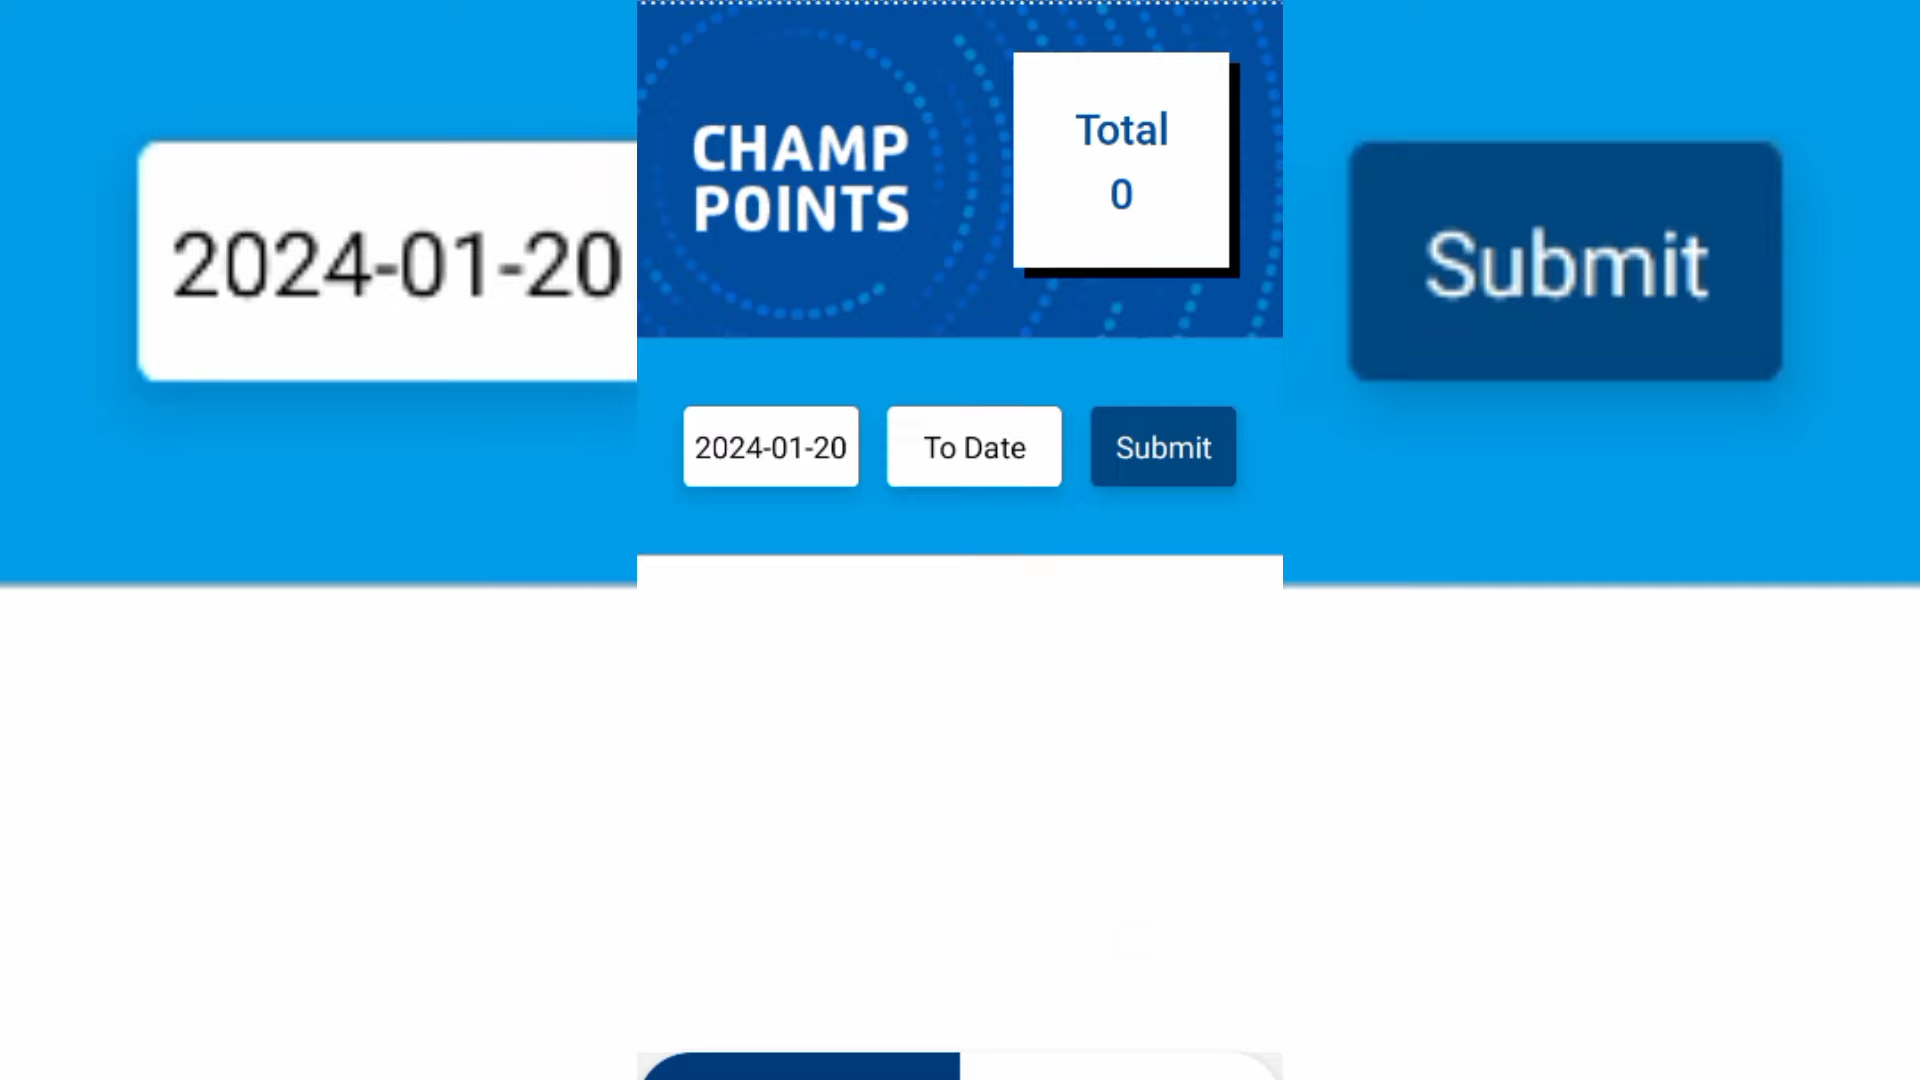 CHAMP
POINTS
Total
0
2024-01-20
2024-01-20
To Date
Submit
Submit